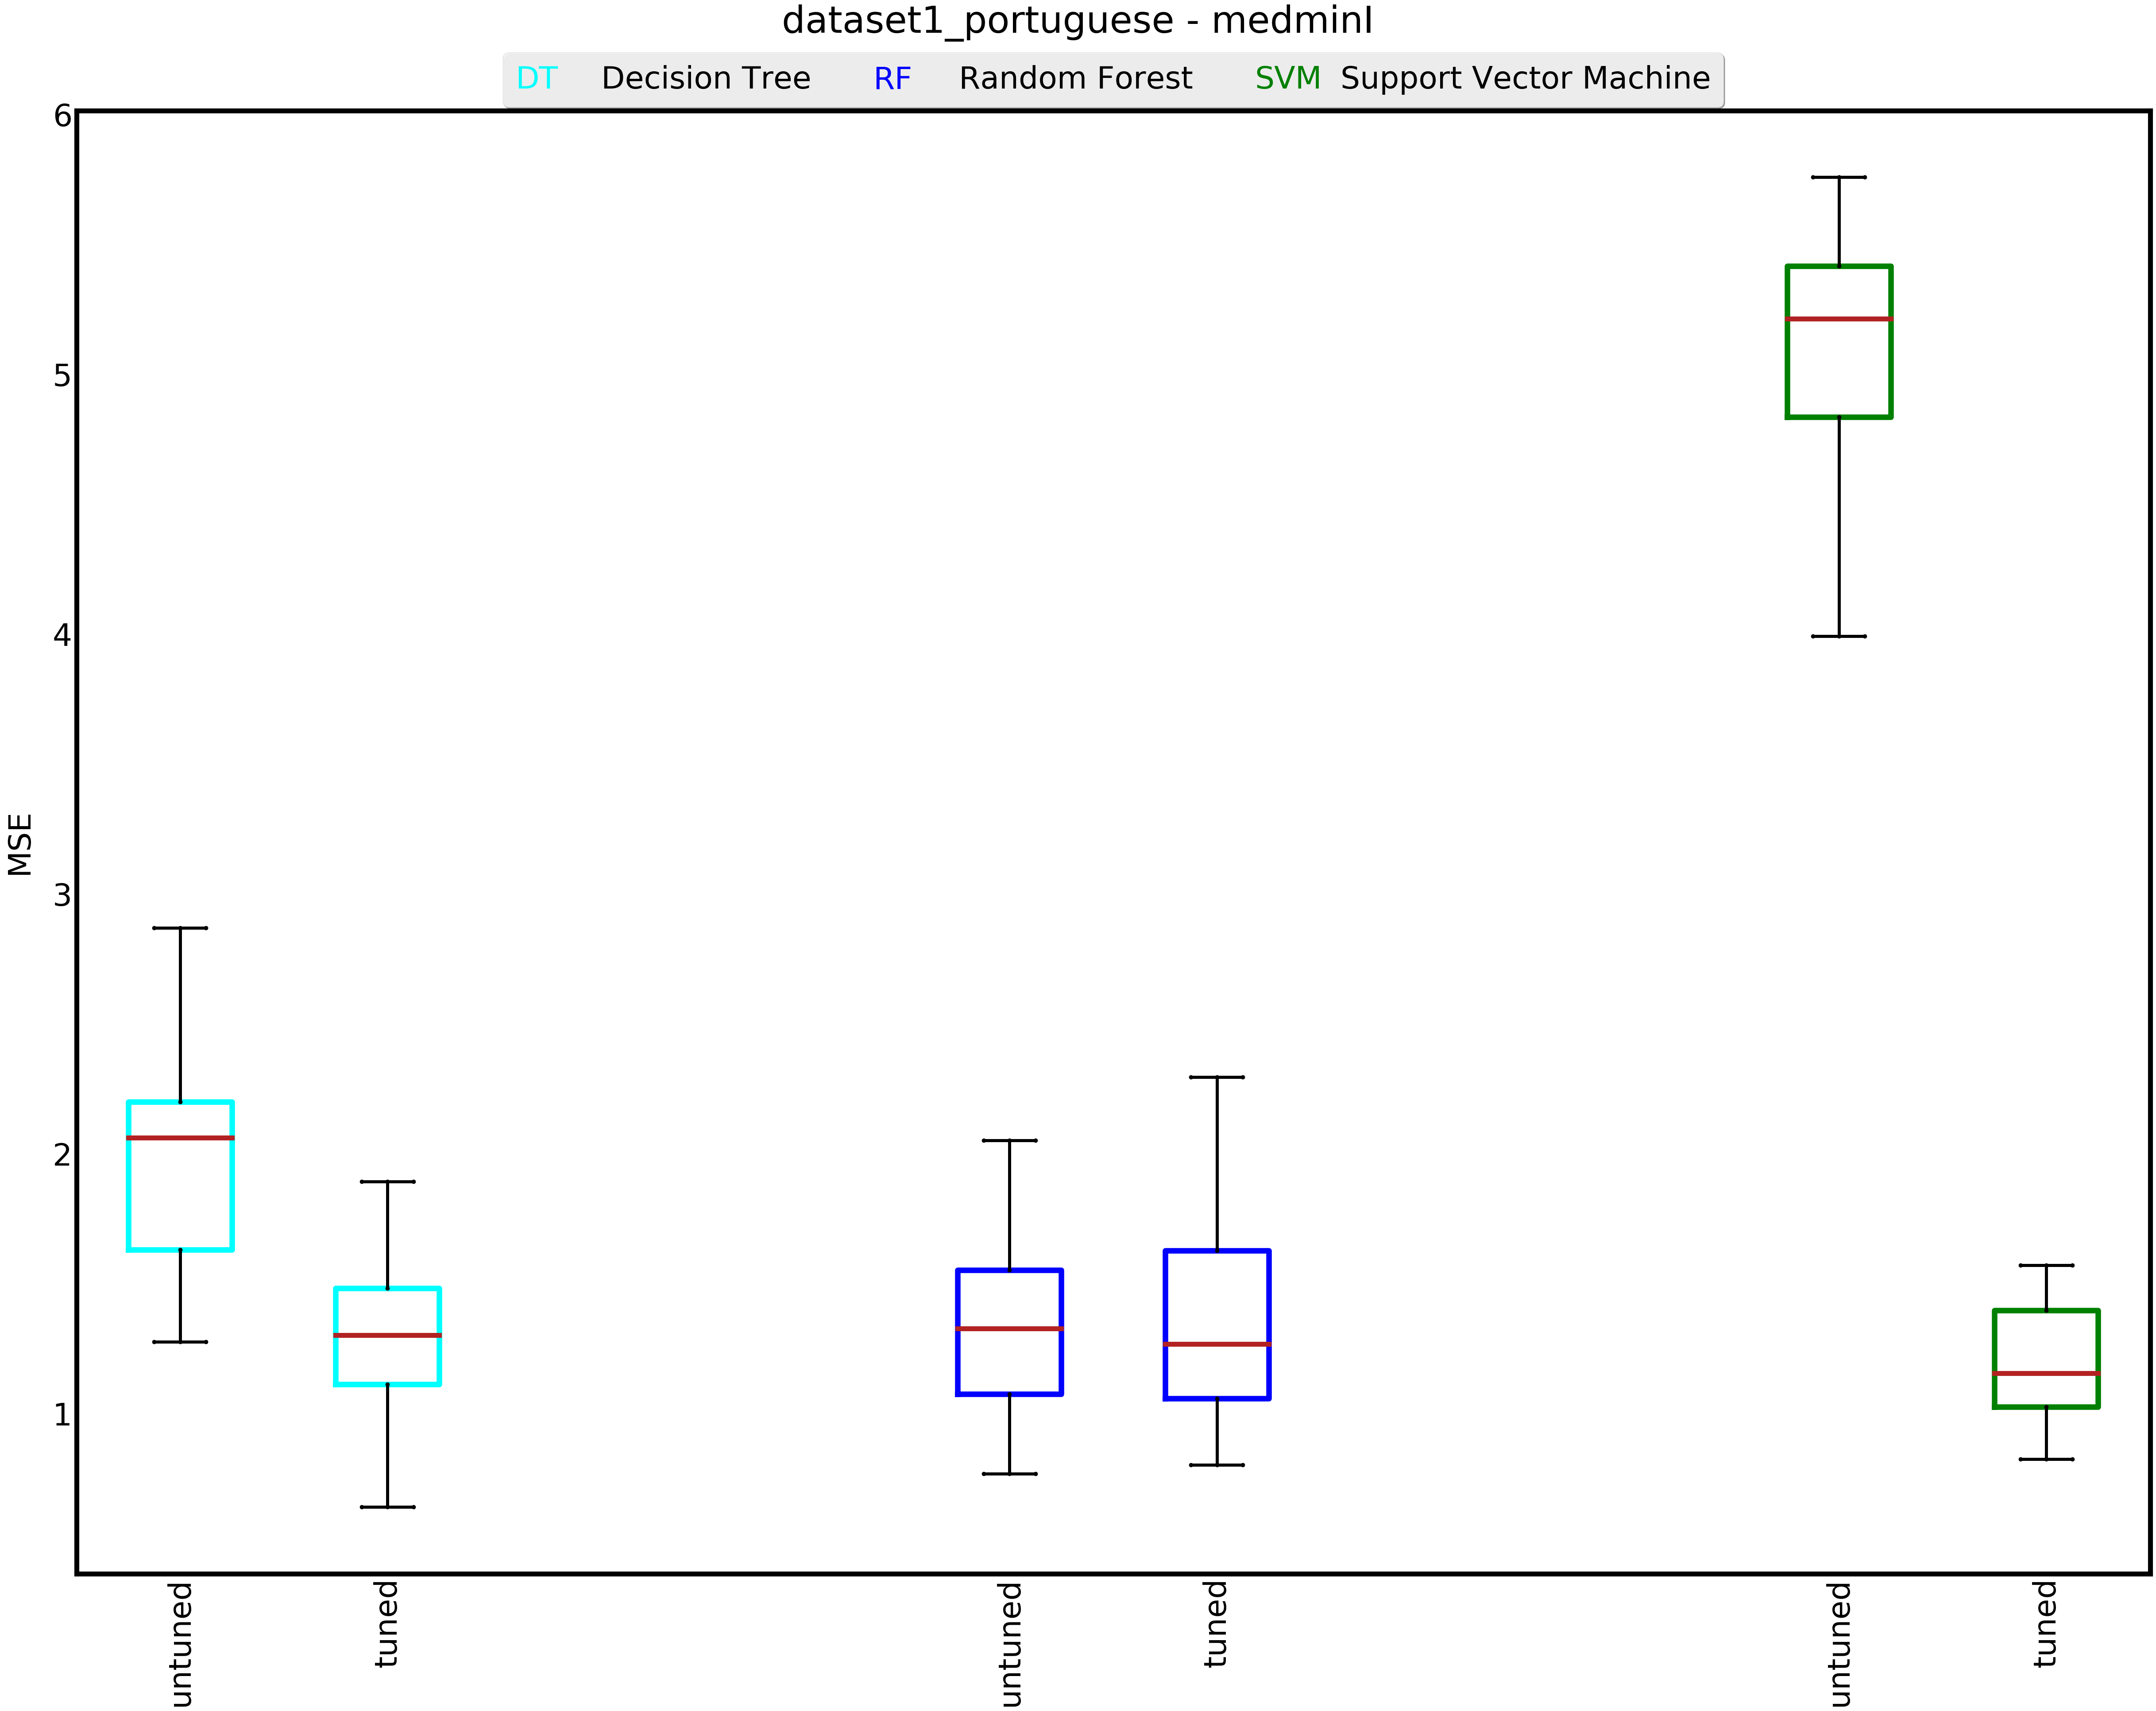 dataset1_portuguese - medminI
DT Decision Tree RF Random Forest SVM Support Vector Machine
6
5
4
3
2
1
MSE
untuned
tuned
untuned
tuned
untuned
tuned